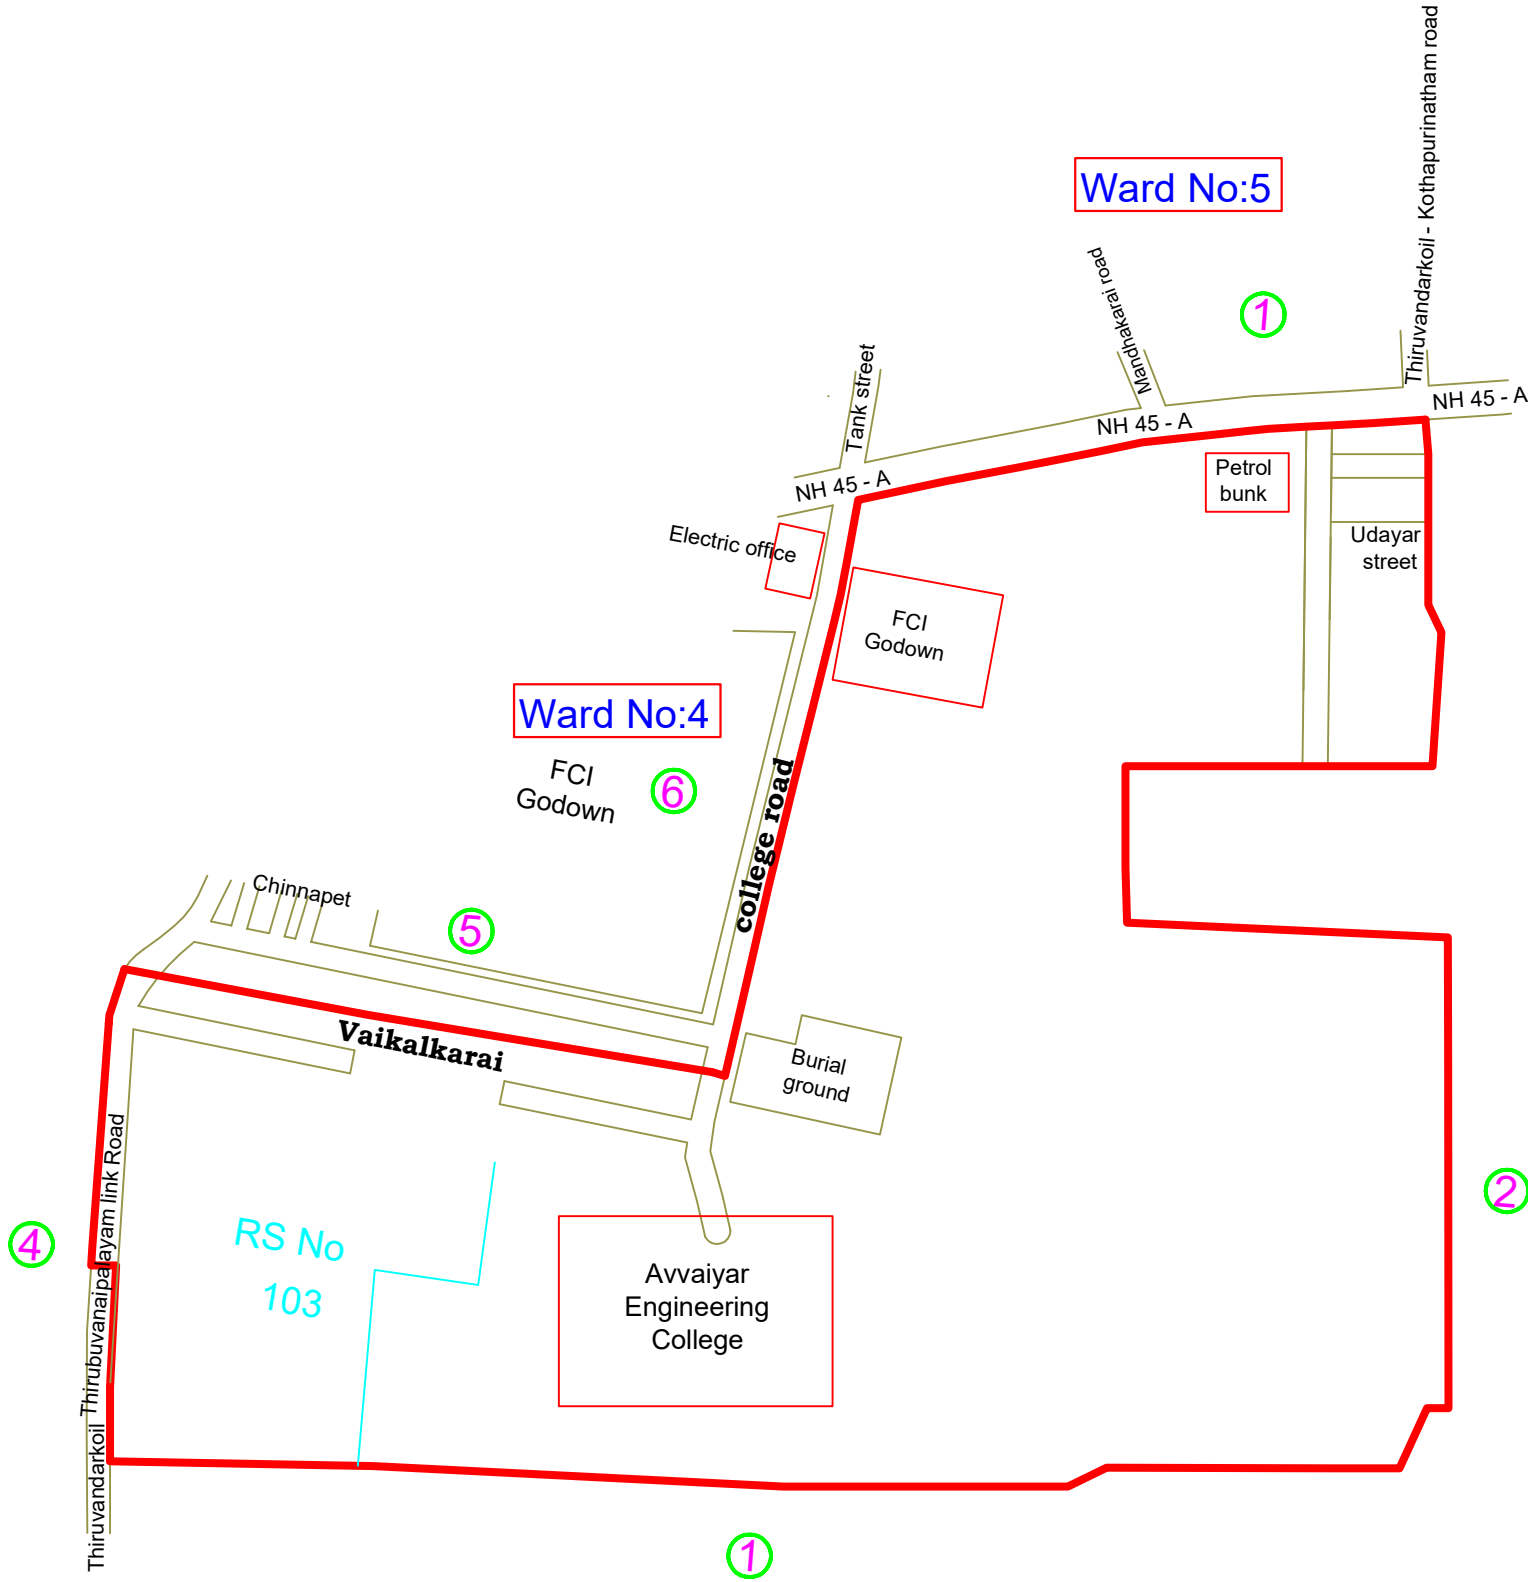 Thiruvandarkoil - Kothapurinatham road
Ward No:5
Mandhakarai road
1
Tank street
NH 45 - A
NH 45 - A
NH 45 - A
Petrol
bunk
Electric office
Udayar
street
FCI
Godown
Ward No:4
FCI
Godown
6
college road
Chinnapet
5
Vaikalkarai
Burial
ground
2
4
RS No
103
Avvaiyar
Engineering
College
Thiruvandarkoil Thirubuvanaipalayam link Road
1